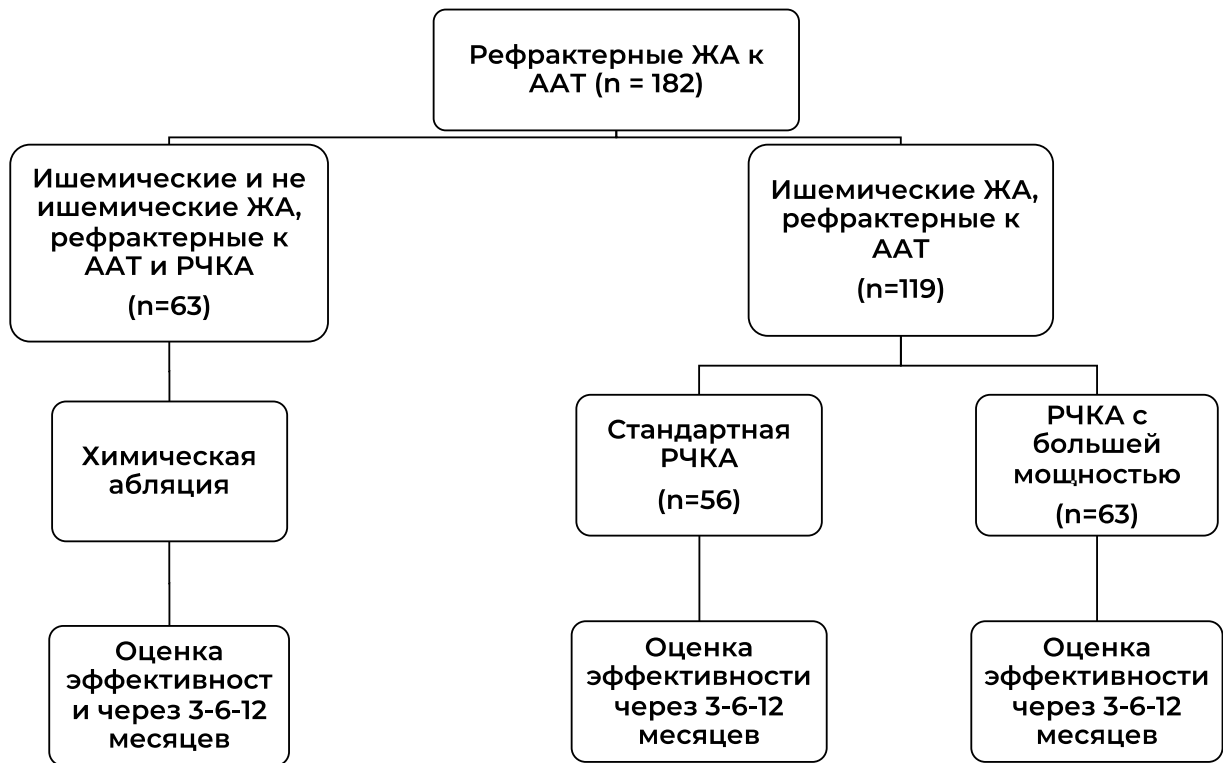 Рефрактерные ЖА к
ААТ (n = 182)
Ишемические и не
ишемические ЖА,
рефрактерные к
ААТ и РЧКА
(n=63)
Ишемические ЖА,
рефрактерные к
ААТ
(n=119)
Химическая
абляция
Стандартная
РЧКА
(n=56)
РЧКА с
большей
мощностью
(n=63)
Оценка
эффективност
и через 3-6-12
месяцев
Оценка
эффективности
через 3-6-12
месяцев
Оценка
эффективности
через 3-6-12
месяцев